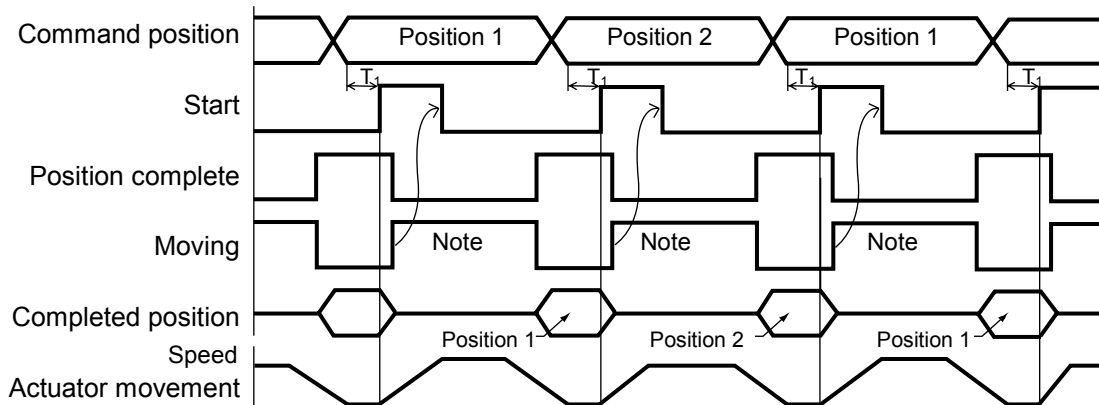 Command position Position 1 Position 2 Position 1
T1 T1 T1 T1
Start
Position complete
Moving Note Note Note
Completed position
Position 1 Position 2 Position 1
Speed
Actuator movement